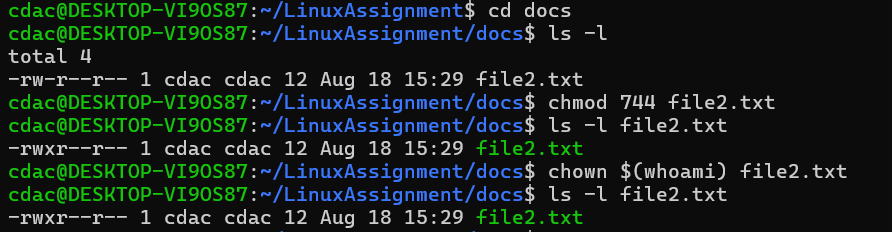 cdac@DESKTOP-VI9OS87:~/LinuxAssignment$ cd docs
cdac@DESKTOP-VI9OS87:~/LinuxAssignment/docs$ ls -l
total 4
-rw-r--r-- 1 cdac cdac 12 Aug 18 15:29 file2.txt
cdac@DESKTOP-VI9OS87:~/LinuxAssignment/docs$ chmod 744 file2.txt
cdac@DESKTOP-VI9OS87:~/LinuxAssignment/docs$ ls -l file2.txt
-rwxr--r-- 1 cdac cdac 12 Aug 18 15:29 file2.txt
cdac@DESKTOP-VI9OS87:~/LinuxAssignment/docs$ chown $(whoami) file2.txt
cdac@DESKTOP-VI9OS87:~/LinuxAssignment/docs$ ls -l file2.txt
-rwxr--r-- 1 cdac cdac 12 Aug 18 15:29 file2.txt